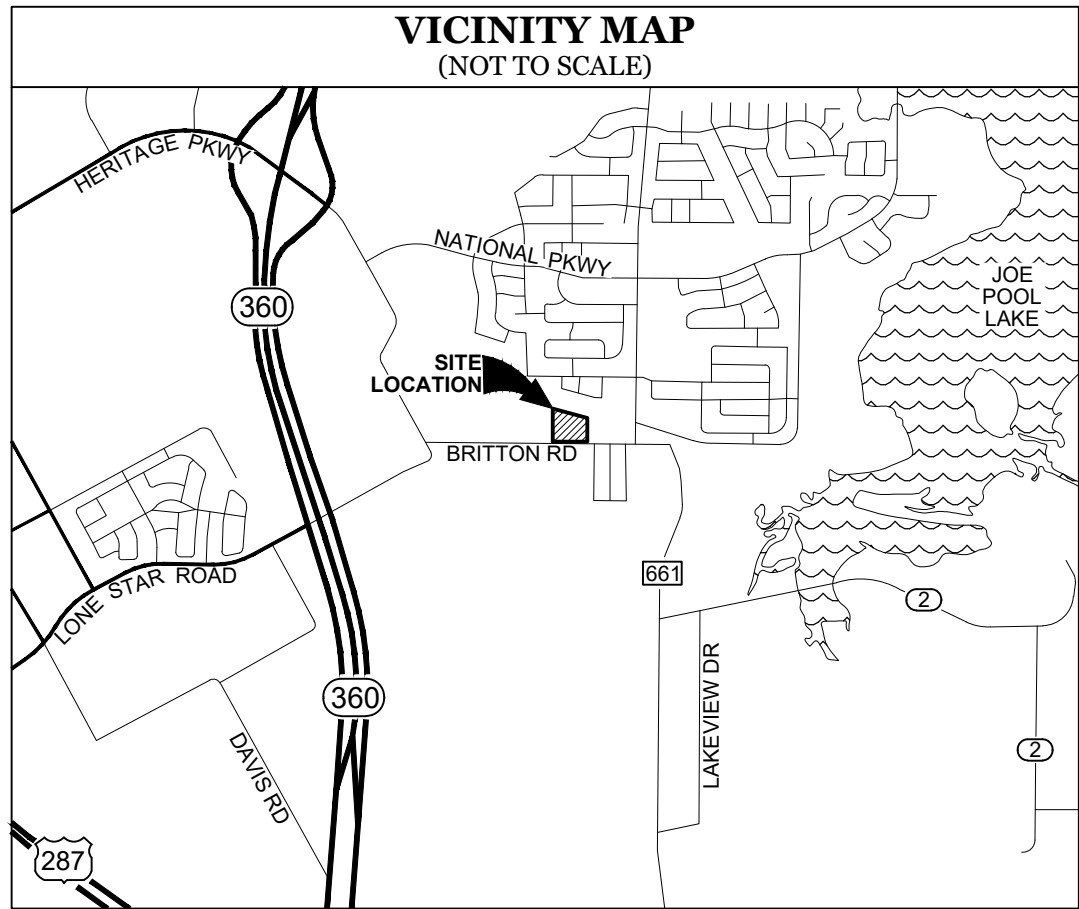 VICINITY MAP
(NOT TO SCALE)
HERITAGE PKWY
NATIONAL PKWY
360
JOE
POOL
LAKE
SITE
LOCATION
BRITTON RD
LONE STAR ROAD
661
2
LAKEVIEW DR
360
DAVIS RD
2
287